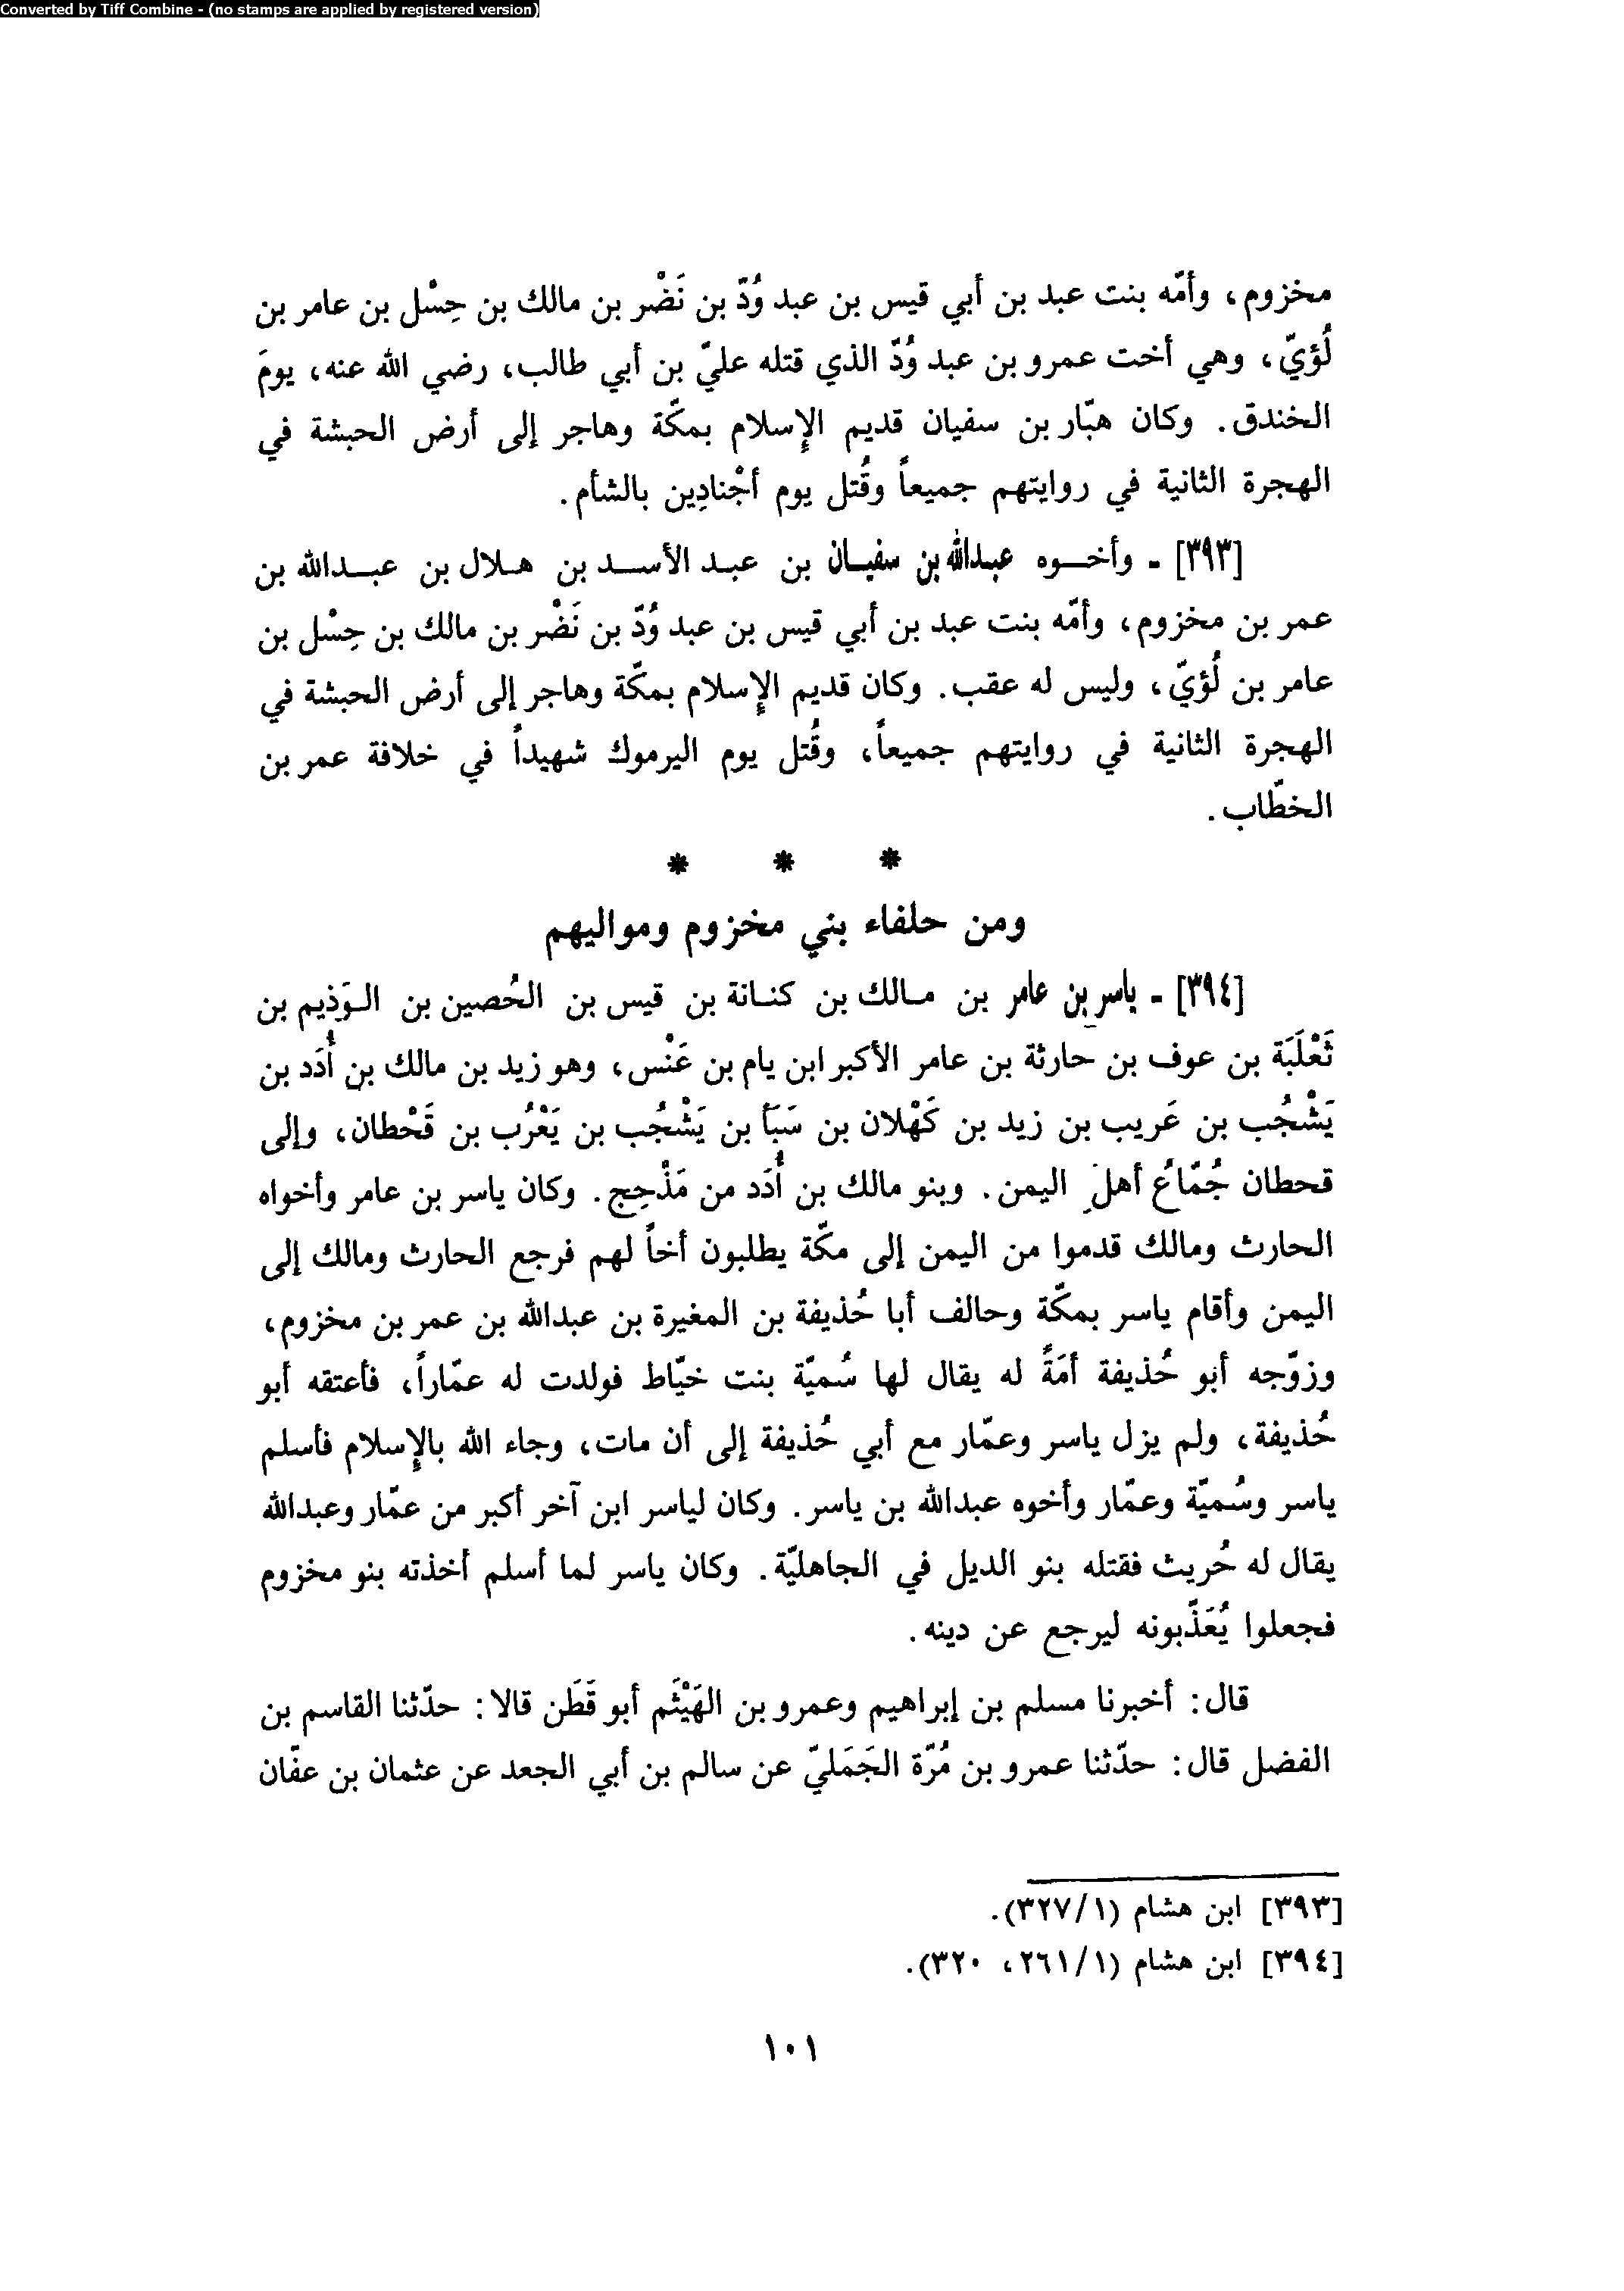 Converted by Tiff Combine - (no stamps are applied by registered version)
مخزوم، وأمّه بنت عبد بن أبي قيس بن عبد وُدّ بن نَضْر بن مالك بن حِسْل بن عامر بن
لُؤيّ، وهي أخت عمرو بن عبد وُدّ الذي قتله عليّ بن أبي طالب، رضي الله عنه، يومَ
الخندق. وكان هبّار بن سفيان قديم الإسلام بمكّة وهاجر إلى أرض الحبشة في
الهجرة الثانية في روايتهم جميعاً وقُتل يوم أجْنادِين بالشأم.
[٣٩٣] - وأخوه عبدالله بن سفيان بن عبد الأسد بن هلال بن عبدالله بن
عمر بن مخزوم، وأمّه بنت عبد بن أبي قيس بن عبد وُدّ بن نَضْر بن مالك بن حِسْل بن
عامر بن لُؤيّ، وليس له عقب. وكان قديم الإسلام بمكّة وهاجر إلى أرض الحبشة في
الهجرة الثانية في روايتهم جميعاً، وقُتل يوم اليرموك شهيداً في خلافة عمر بن
الخطّاب.
* * *
ومن حلفاء بني مخزوم ومواليهم
[٣٩٤] - ياسر بن عامر بن مالك بن كنانة بن قيس بن الحُصين بن الوَذِيم بن
ثَعْلَبَة بن عوف بن حارثة بن عامر الأكبر ابن يام بن عَنْس، وهو زيد بن مالك بن أُدَد بن
يَشْجُب بن عَريب بن زيد بن كَهْلان بن سَبَأ بن يَشْجُب بن يَعْرُب بن قَحْطان، وإلى
قحطان جُمّاعُ أهلِ اليمن. وبنو مالك بن أُدَد من مَذْحِج. وكان ياسر بن عامر وأخواه
الحارث ومالك قدموا من اليمن إلى مكّة يطلبون أخاً لهم فرجع الحارث ومالك إلى
اليمن وأقام ياسر بمكّة وحالف أبا حُذيفة بن المغيرة بن عبدالله بن عمر بن مخزوم،
وزوّجه أبو حُذيفة أمَةً له يقال لها سُميّة بنت خيّاط فولدت له عمّاراً، فأعتقه أبو
حُذيفة، ولم يزل ياسر وعمّار مع أبي حُذيفة إلى أن مات، وجاء الله بالإسلام فأسلم
ياسر وسُميّة وعمّار وأخوه عبدالله بن ياسر. وكان لياسر ابن آخر أكبر من عمّار وعبدالله
يقال له حُريث فقتله بنو الديل في الجاهليّة. وكان ياسر لما أسلم أخذته بنو مخزوم
فجعلوا يُعَذّبونه ليرجع عن دينه.
قال: أخبرنا مسلم بن إبراهيم وعمرو بن الهَيْثَم أبو قَطَن قالا: حدّثنا القاسم بن
الفضل قال: حدّثنا عمرو بن مُرّة الجَمَليّ عن سالم بن أبي الجعد عن عثمان بن عفّان
[٣٩٣] ابن هشام (١/٣٢٧).
[٣٩٤] ابن هشام (١/٢٦١، ٣٢٠).
١٠١